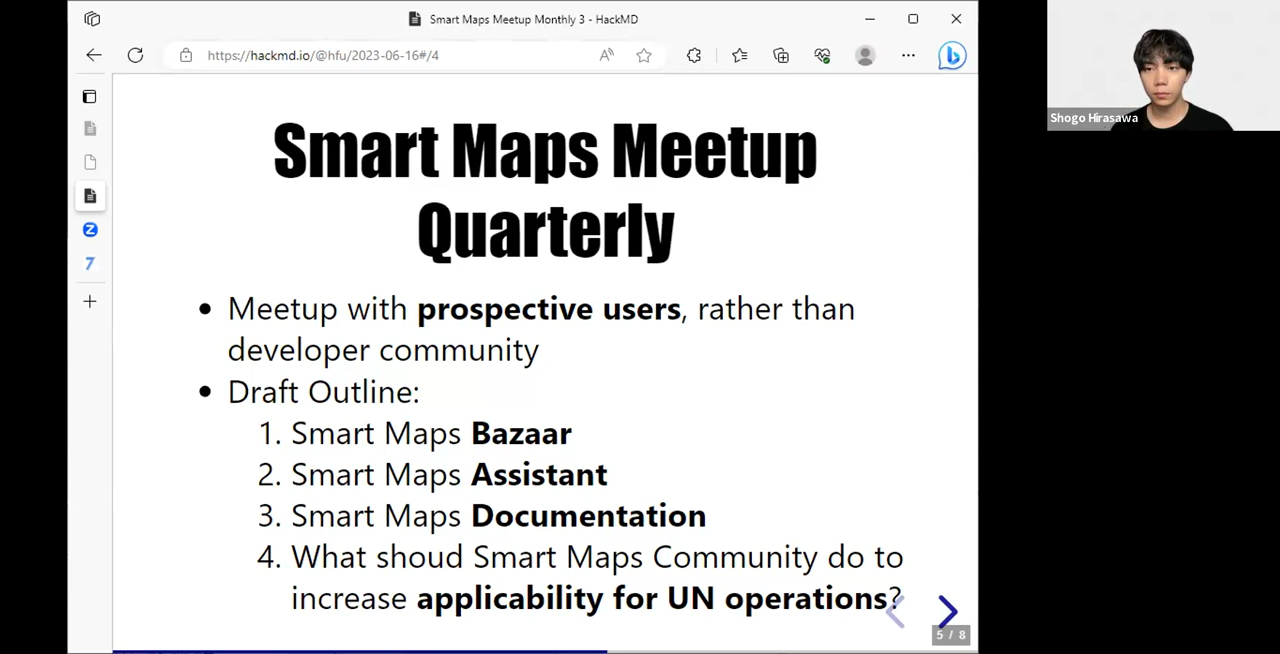 Smart Maps Meetup Monthly 3 - HackMD
https://hackmd.io/@hfu/2023-06-16#/4
Shogo Hirasawa
Smart Maps Meetup
Quarterly
• Meetup with prospective users, rather than
developer community
• Draft Outline:
1. Smart Maps Bazaar
2. Smart Maps Assistant
3. Smart Maps Documentation
4. What shoud Smart Maps Community do to
increase applicability for UN operations?
5 / 8